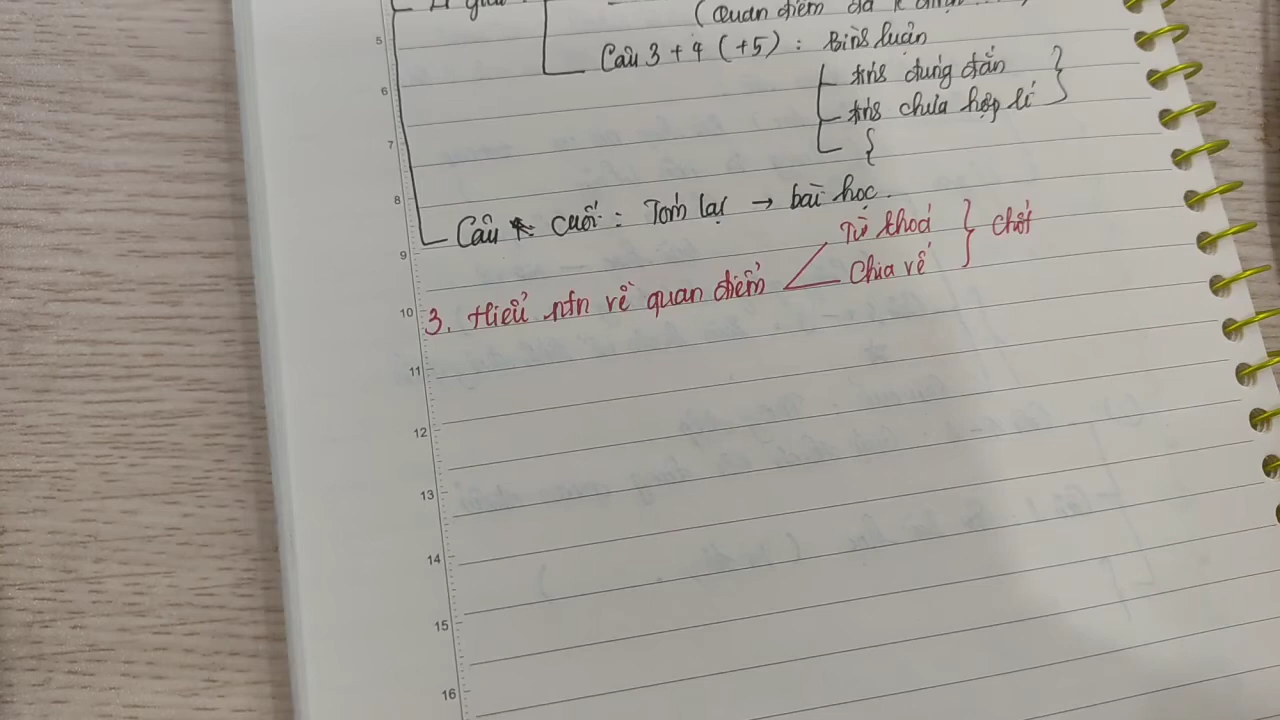 (Quan điểm đã
Câu 3 + 4 (+5) : Bình luận
tính đúng đắn
tính chưa hợp lí
5
6
7
8
Câu cuối : Tóm lại → bài học.
9
Từ khoá
10 3. Hiểu ntn về quan điểm Chia vế } chốt
11
12
13
14
15
16